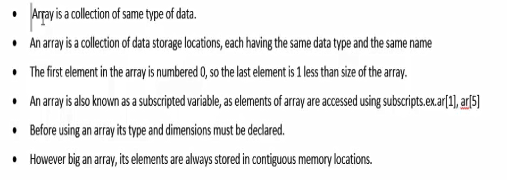 • Array is a collection of same type of data.
• An array is a collection of data storage locations, each having the same data type and the same name
• The first element in the array is numbered 0, so the last element is 1 less than size of the array.
• An array is also known as a subscripted variable, as elements of array are accessed using subscripts.ex.ar[1], ar[5]
• Before using an array its type and dimensions must be declared.
• However big an array, its elements are always stored in contiguous memory locations.